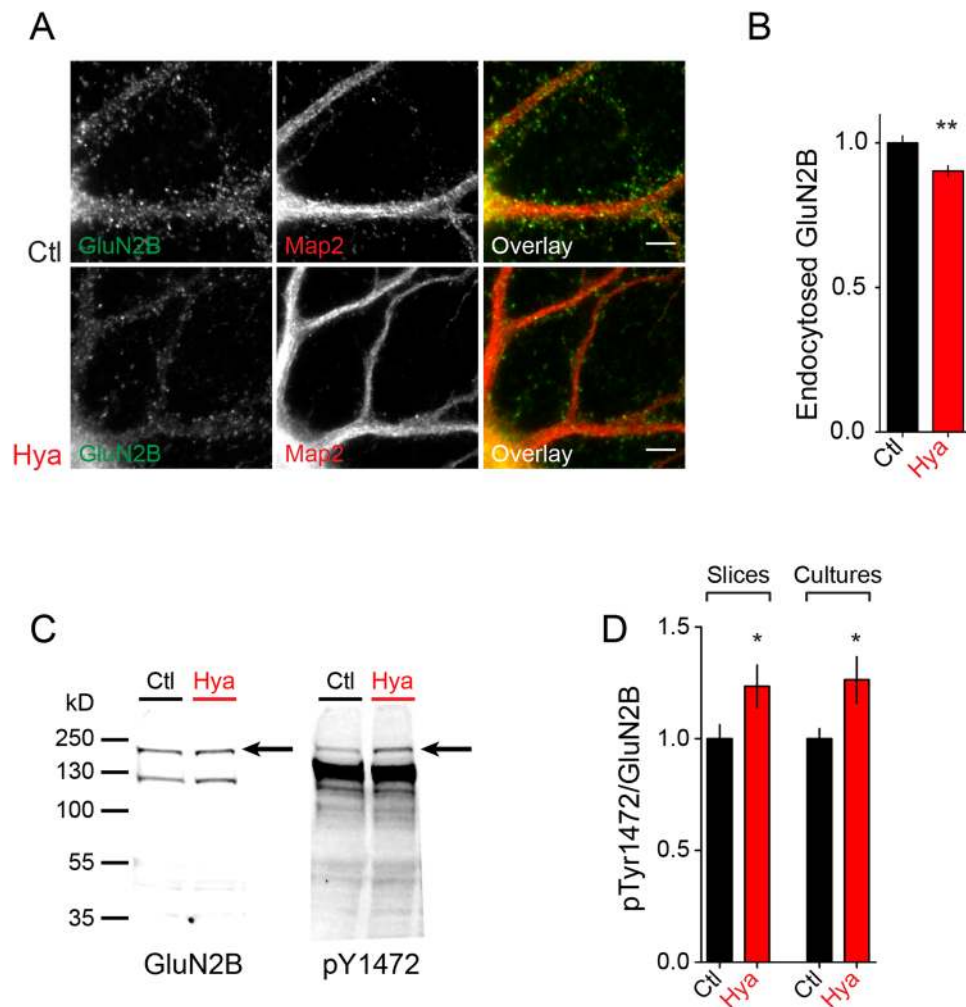 A
GluN2B
Map2
Overlay
Ctl
GluN2B
Map2
Overlay
Hya
B
**
1.0
0.5
0.0
Endocytosed GluN2B
Ctl
Hya
C
Ctl
Hya
Ctl
Hya
kD
250
130
100
55
35
GluN2B
pY1472
D
Slices
Cultures
1.5
*
*
1.0
0.5
0.0
pTyr1472/GluN2B
Ctl
Hya
Ctl
Hya